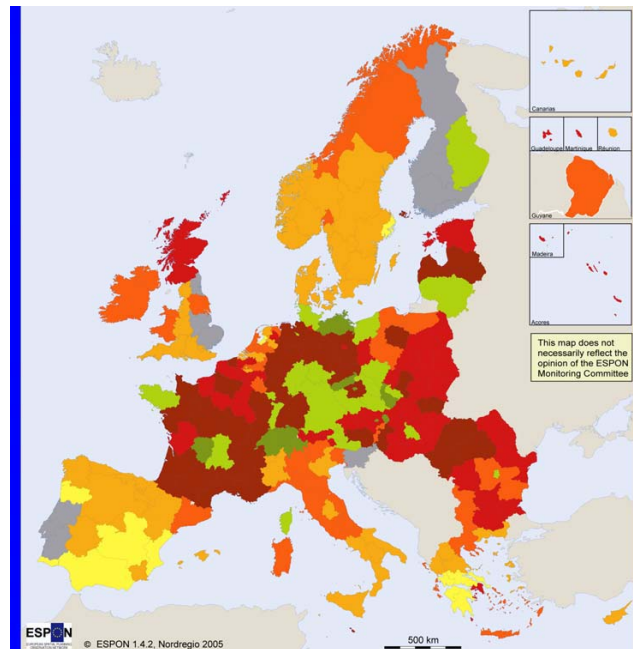 Canarias
Guadeloupe
Martinique
Réunion
Guyane
Madeira
Acores
This map does not
necessarily reflect the
opinion of the ESPON
Monitoring Committee
ESPON
© ESPON 1.4.2, Nordregio 2005
500 km